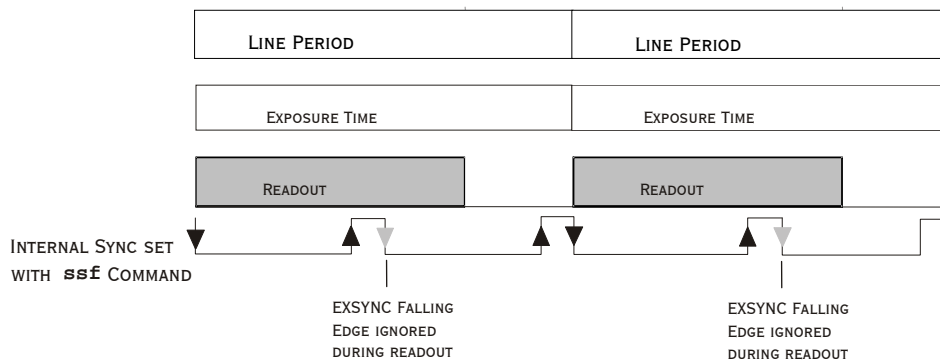 LINE PERIOD LINE PERIOD
EXPOSURE TIME EXPOSURE TIME
READOUT READOUT
INTERNAL SYNC SET
WITH ssf COMMAND
EXSYNC FALLING
EDGE IGNORED
DURING READOUT
EXSYNC FALLING
EDGE IGNORED
DURING READOUT